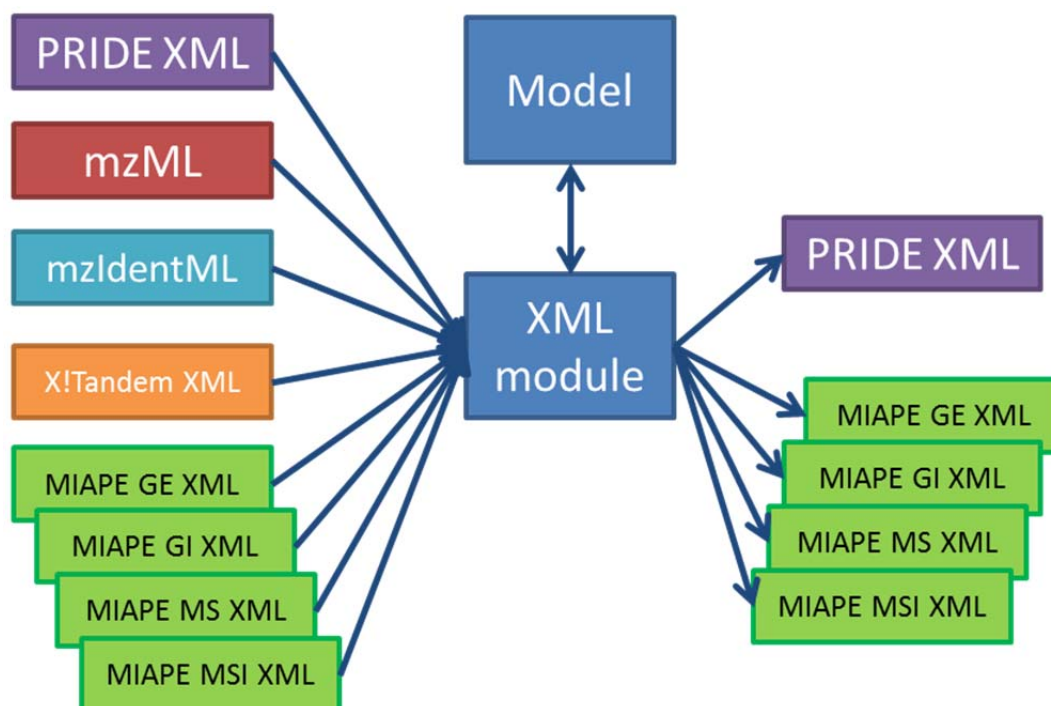 PRIDE XML
mzML
mzIdentML
X!Tandem XML
MIAPE GE XML
MIAPE GI XML
MIAPE MS XML
MIAPE MSI XML
Model
XML
module
PRIDE XML
MIAPE GE XML
MIAPE GI XML
MIAPE MS XML
MIAPE MSI XML